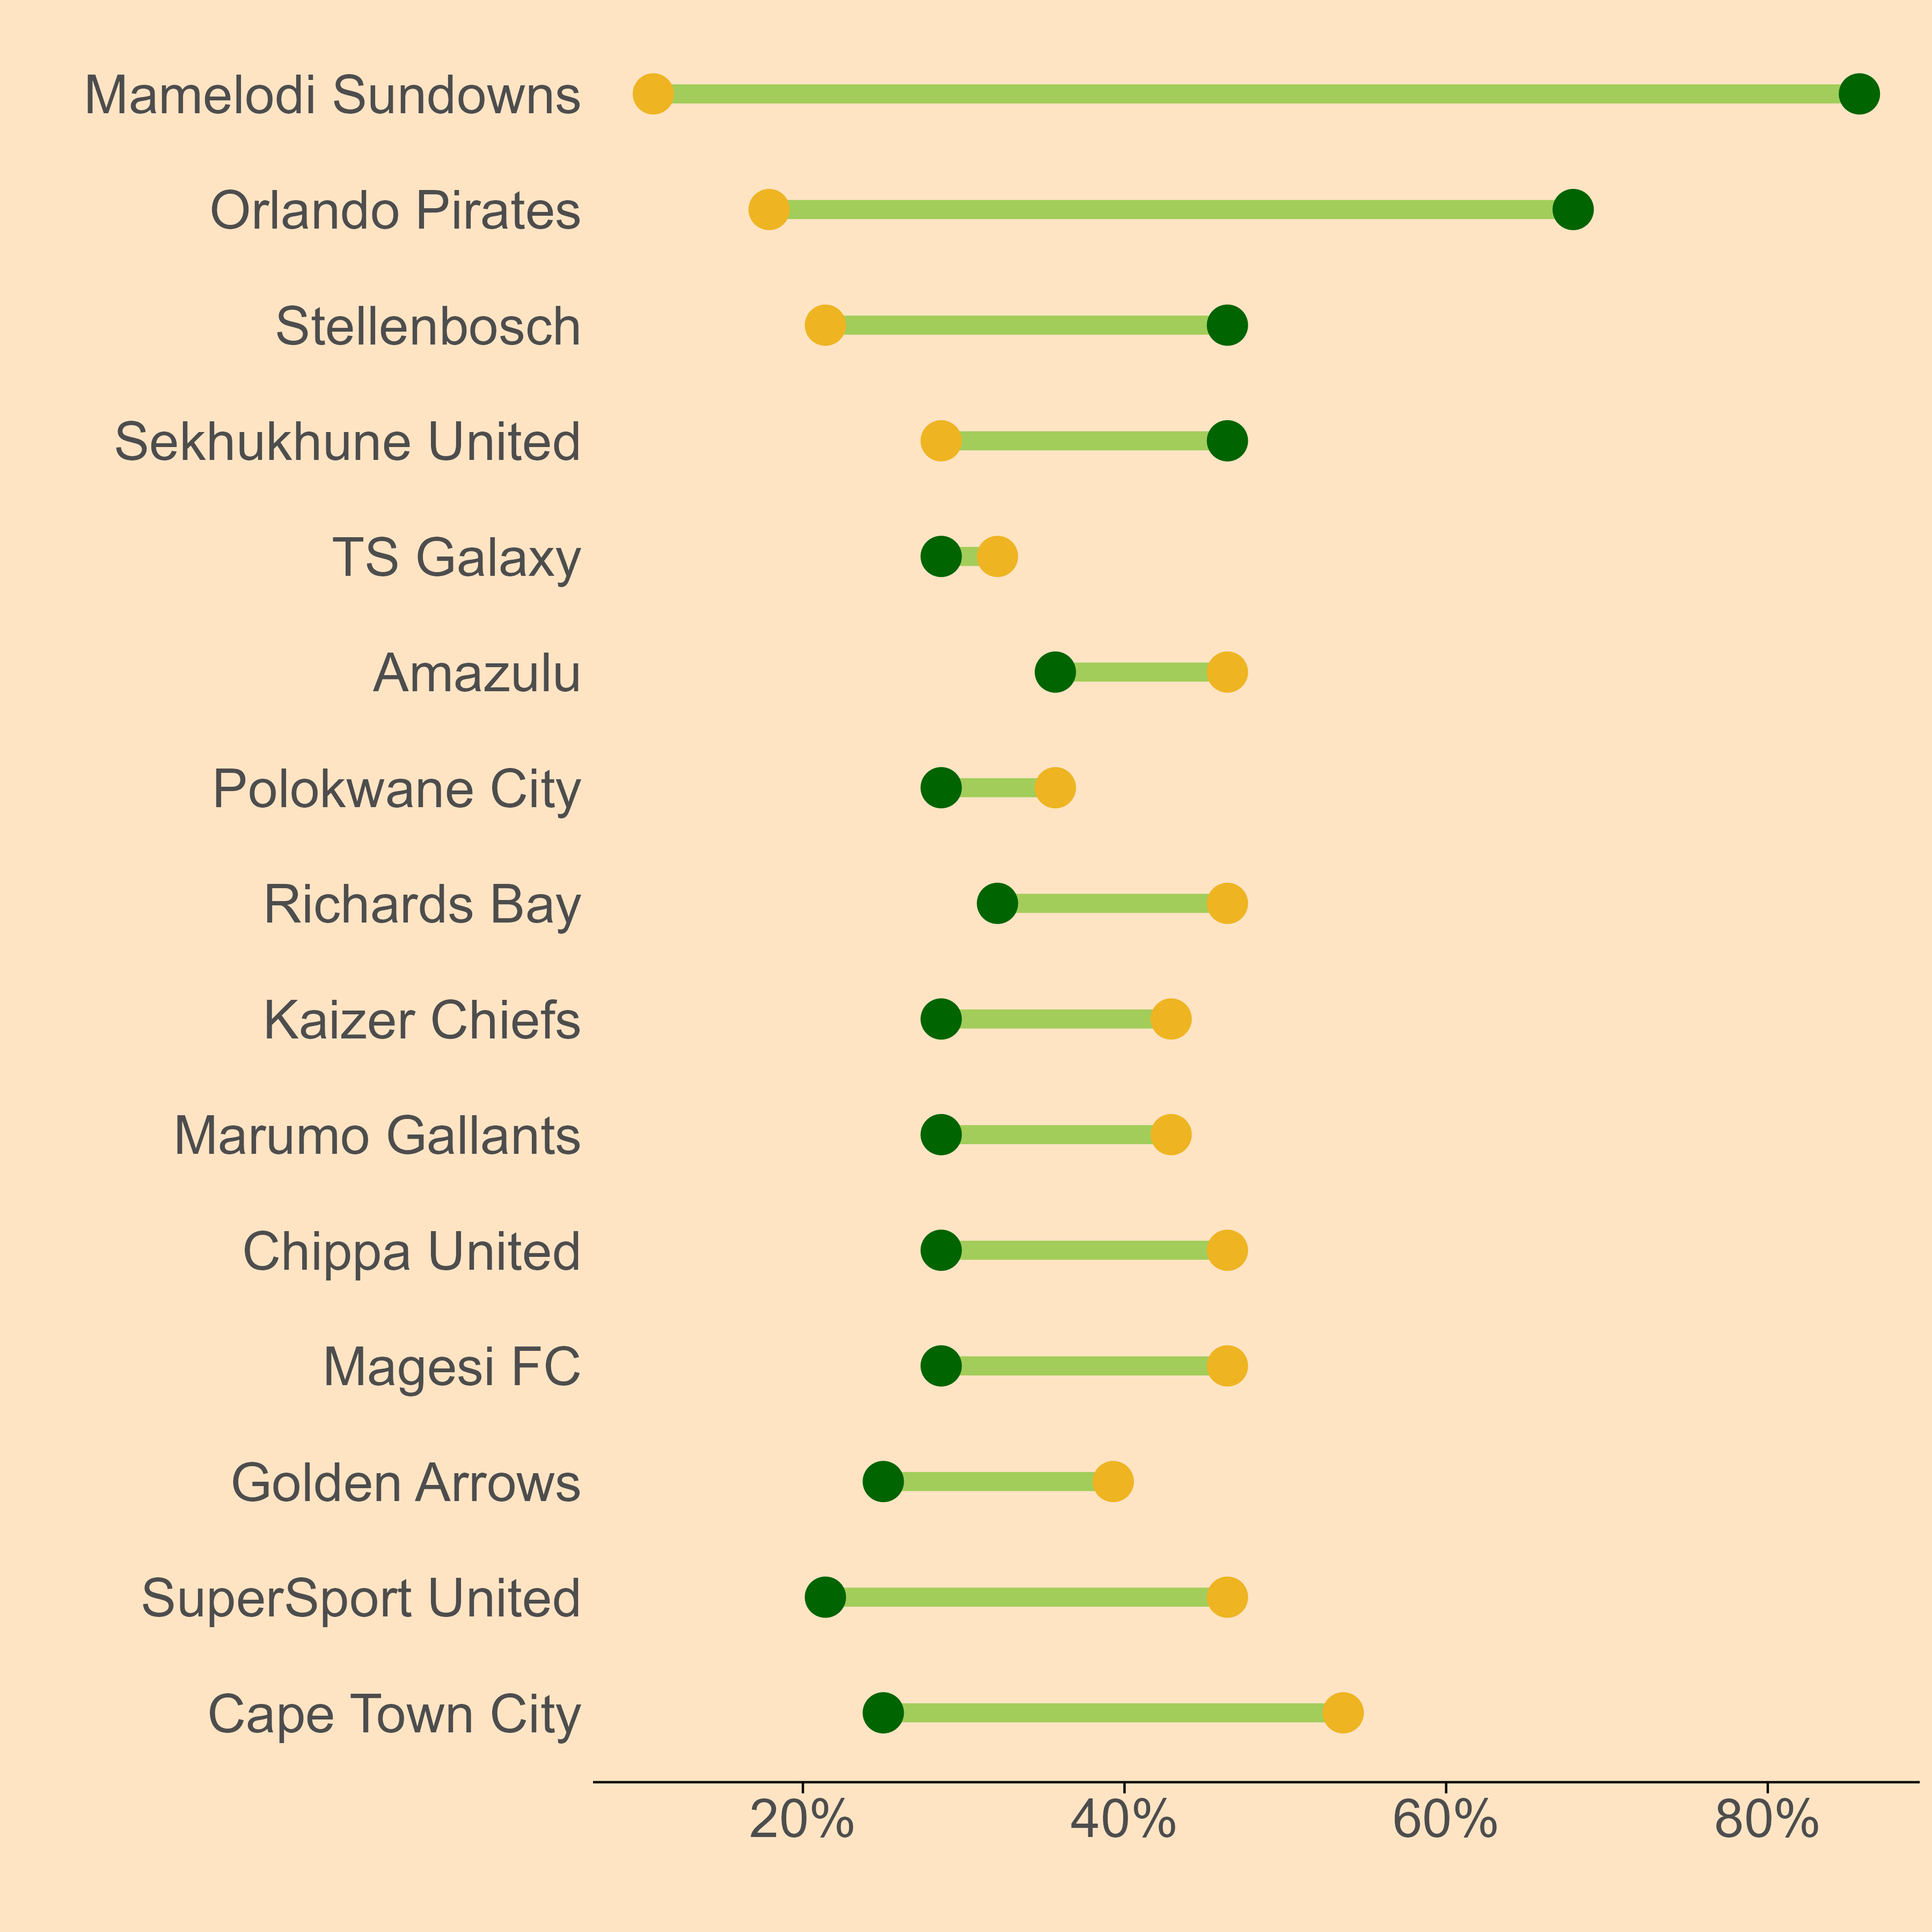 Mamelodi Sundowns
Orlando Pirates
Stellenbosch
Sekhukhune United
TS Galaxy
Amazulu
Polokwane City
Richards Bay
Kaizer Chiefs
Marumo Gallants
Chippa United
Magesi FC
Golden Arrows
SuperSport United
Cape Town City
20% 40% 60% 80%